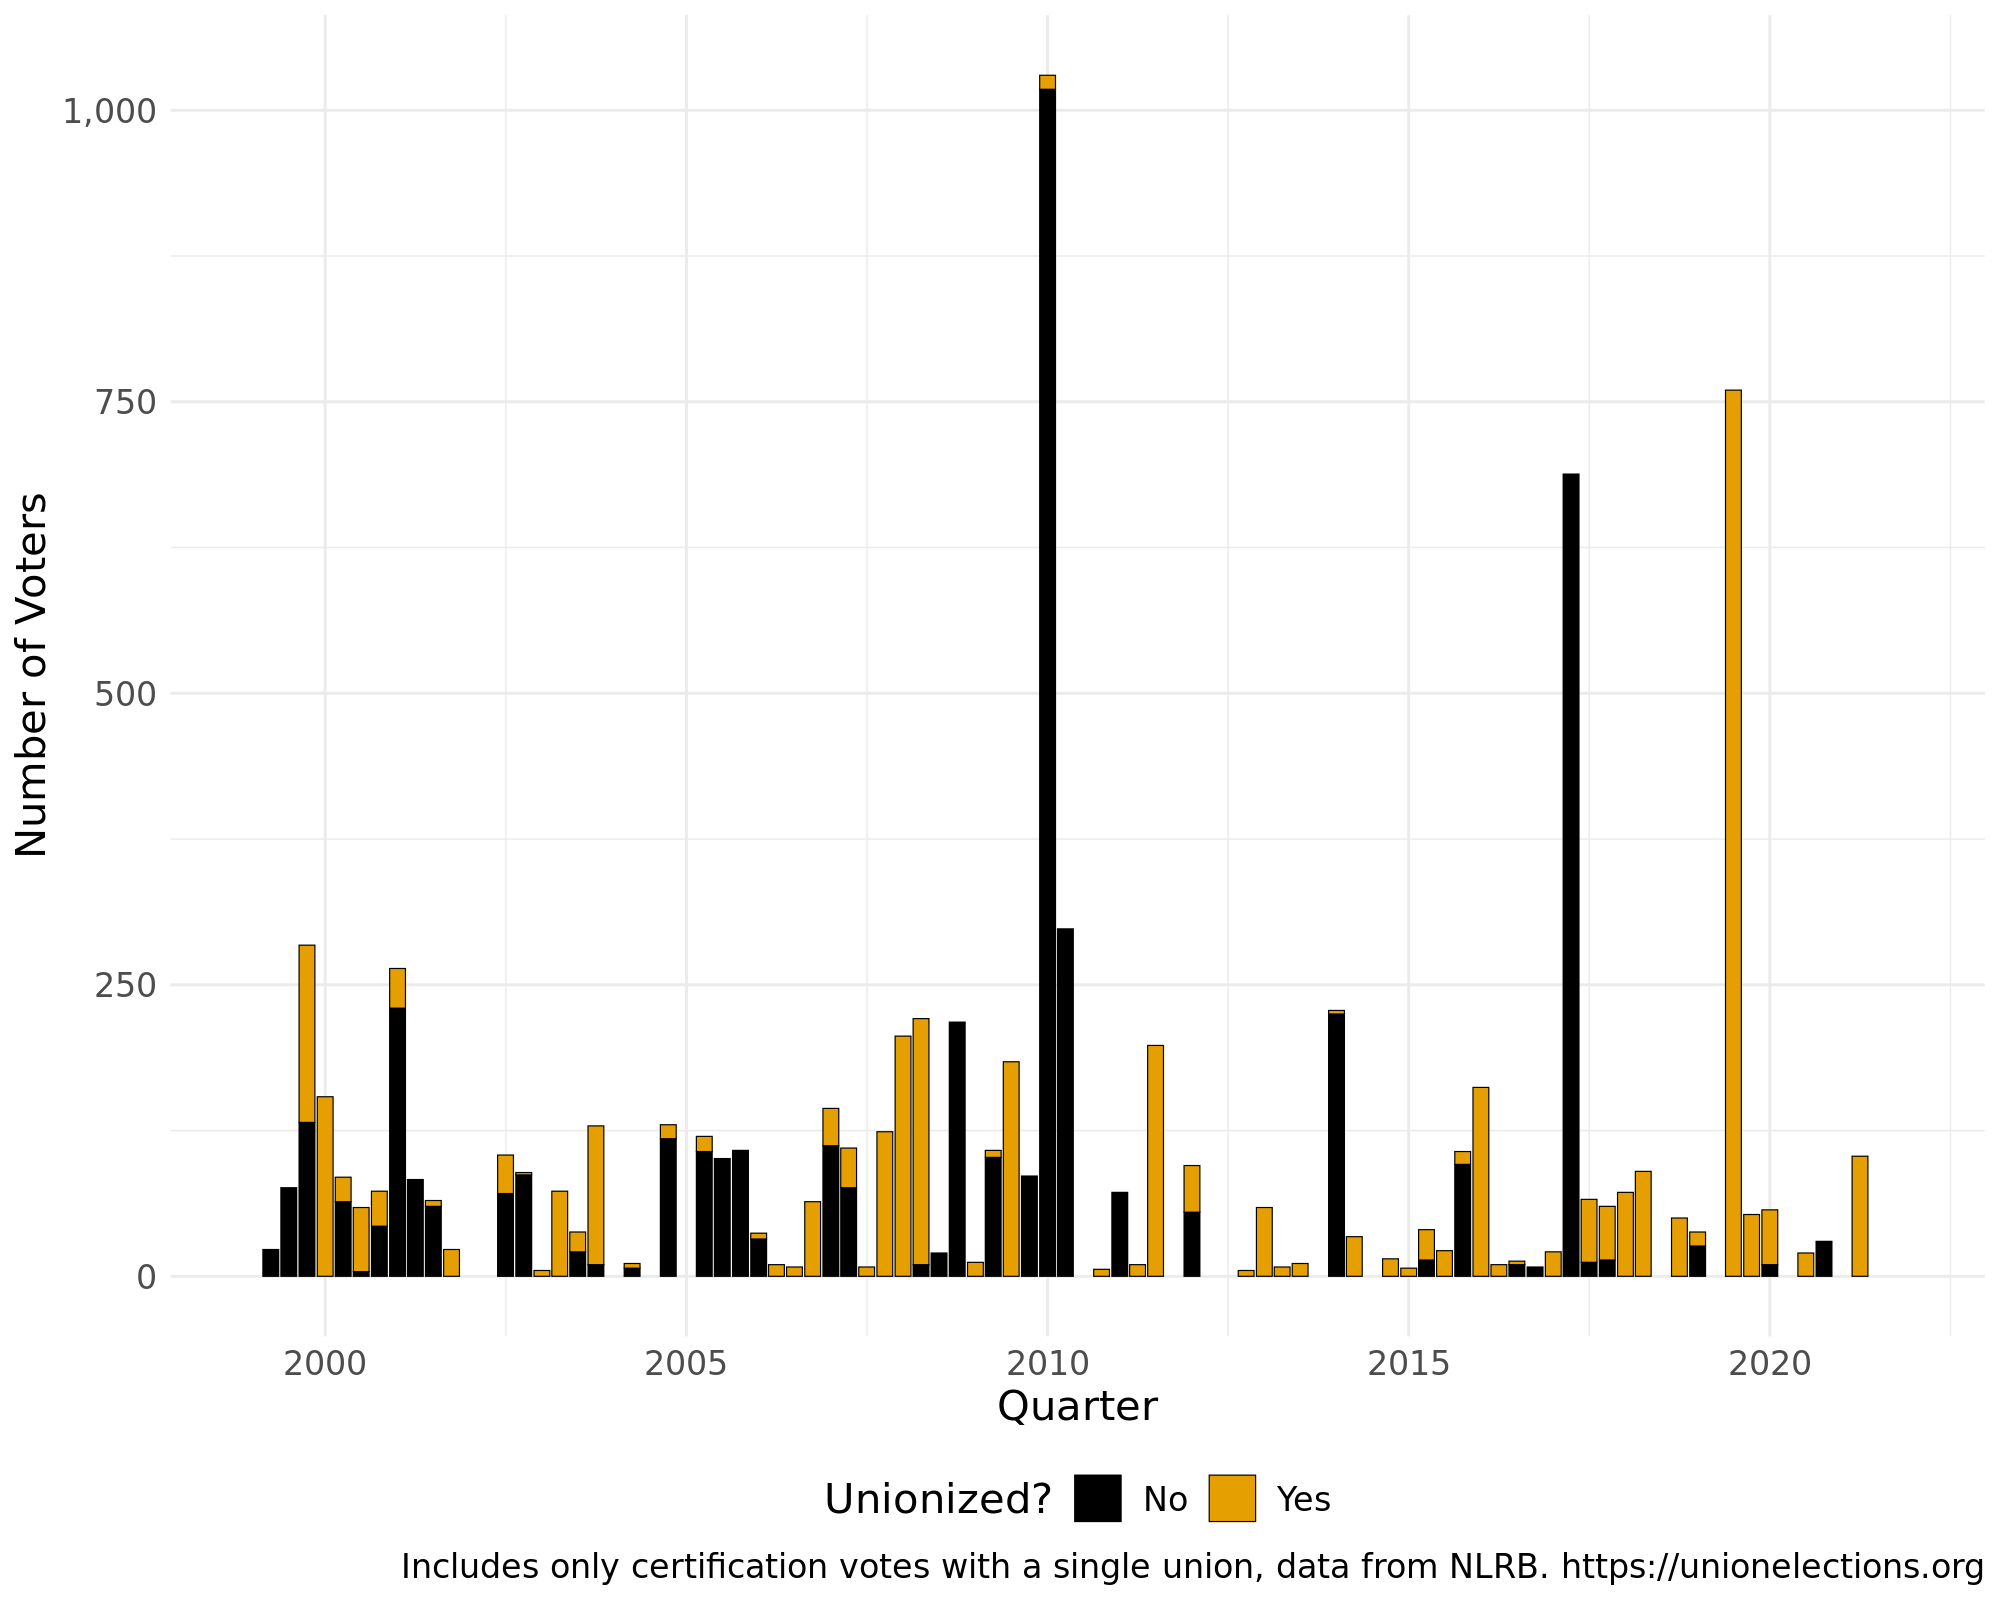 1,000
750
500
250
0
Number of Voters
2000 2005 2010 2015 2020
Quarter
Unionized? No Yes
Includes only certification votes with a single union, data from NLRB. https://unionelections.org